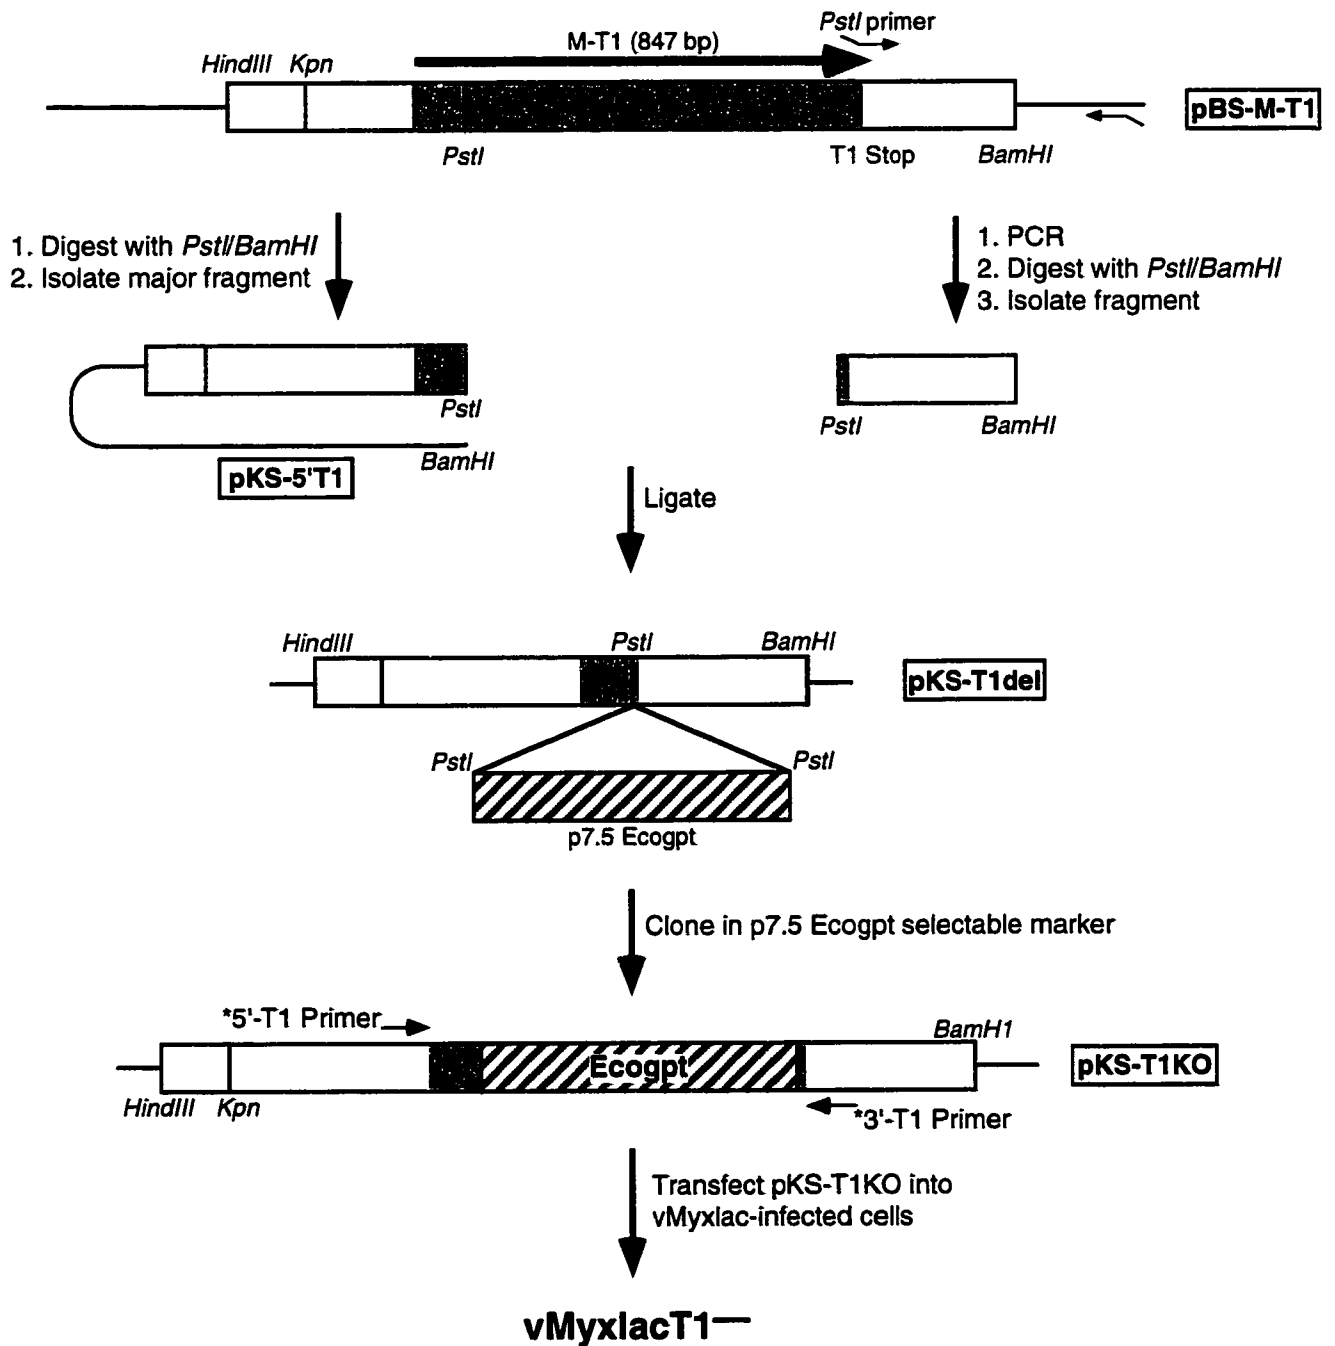 PstI primer
M-T1 (847 bp)
HindIII Kpn
pBS-M-T1
PstI
T1 Stop
BamHI
1. Digest with PstI/BamHI
2. Isolate major fragment
1. PCR
2. Digest with PstI/BamHI
3. Isolate fragment
PstI
BamHI
pKS-5'T1
PstI
BamHI
Ligate
HindIII
PstI
BamHI
pKS-T1del
PstI
PstI
p7.5 Ecogpt
Clone in p7.5 Ecogpt selectable marker
*5'-T1 Primer
BamH1
Ecogpt
pKS-T1KO
HindIII Kpn
*3'-T1 Primer
Transfect pKS-T1KO into
vMyxlac-infected cells
vMyxlacT1—